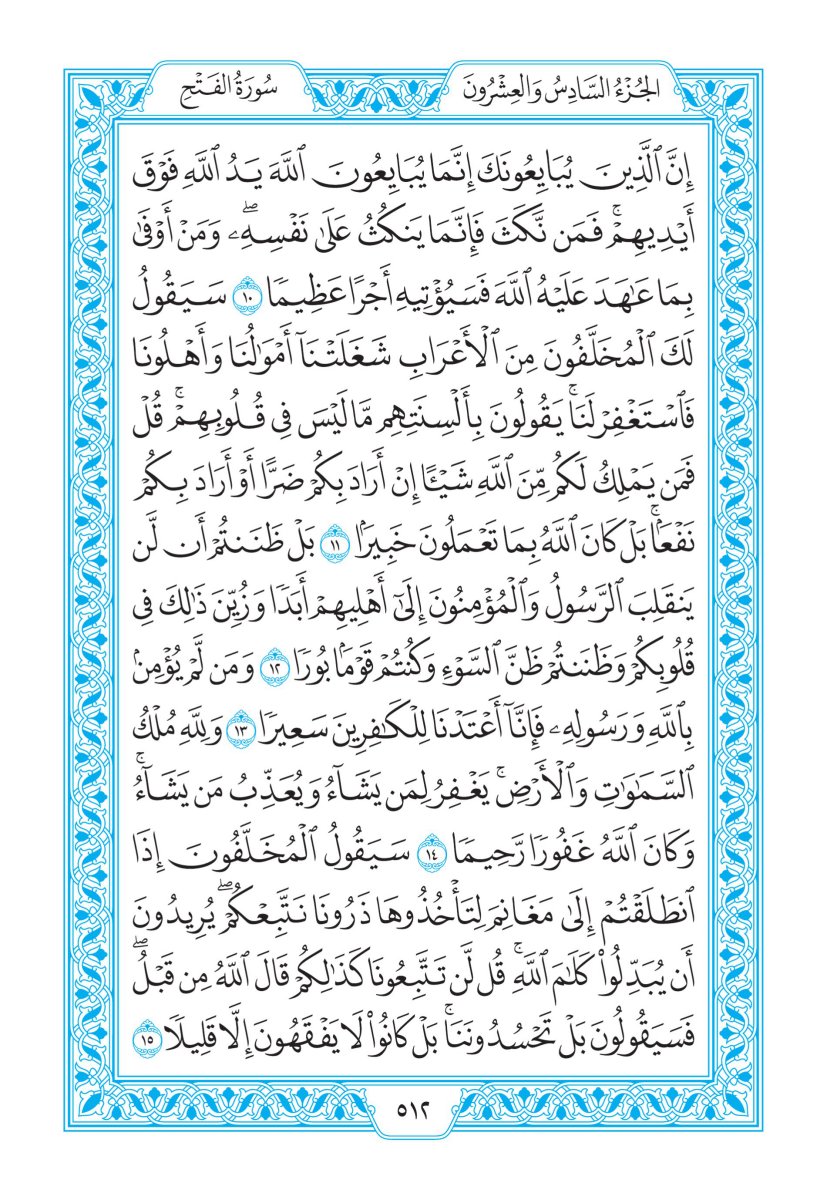 الجُزْءُ السَّادِسُ وَالعِشْرُونَ
سُورَةُ الفَتْحِ
إِنَّ ٱلَّذِينَ يُبَايِعُونَكَ إِنَّمَا يُبَايِعُونَ ٱللَّهَ يَدُ ٱللَّهِ فَوْقَ
أَيْدِيهِمْۚ فَمَن نَّكَثَ فَإِنَّمَا يَنكُثُ عَلَىٰ نَفْسِهِۦۖ وَمَنْ أَوْفَىٰ
بِمَا عَٰهَدَ عَلَيْهُ ٱللَّهَ فَسَيُؤْتِيهِ أَجْرًا عَظِيمٗا ١٠ سَيَقُولُ
لَكَ ٱلْمُخَلَّفُونَ مِنَ ٱلْأَعْرَابِ شَغَلَتْنَآ أَمْوَٰلُنَا وَأَهْلُونَا
فَٱسْتَغْفِرْ لَنَاۚ يَقُولُونَ بِأَلْسِنَتِهِم مَّا لَيْسَ فِي قُلُوبِهِمْۚ قُلْ
فَمَن يَمْلِكُ لَكُم مِّنَ ٱللَّهِ شَيْـًٔا إِنْ أَرَادَ بِكُمْ ضَرًّا أَوْ أَرَادَ بِكُمْ
نَفْعَۢاۚ بَلْ كَانَ ٱللَّهُ بِمَا تَعْمَلُونَ خَبِيرَۢا ١١ بَلْ ظَنَنتُمْ أَن لَّن
يَنقَلِبَ ٱلرَّسُولُ وَٱلْمُؤْمِنُونَ إِلَىٰٓ أَهْلِيهِمْ أَبَدٗا وَزُيِّنَ ذَٰلِكَ فِي
قُلُوبِكُمْ وَظَنَنتُمْ ظَنَّ ٱلسَّوْءِ وَكُنتُمْ قَوْمَۢا بُورٗا ١٢ وَمَن لَّمْ يُؤْمِنۢ
بِٱللَّهِ وَرَسُولِهِۦ فَإِنَّآ أَعْتَدْنَا لِلْكَٰفِرِينَ سَعِيرٗا ١٣ وَلِلَّهِ مُلْكُ
ٱلسَّمَٰوَٰتِ وَٱلْأَرْضِۚ يَغْفِرُ لِمَن يَشَآءُ وَيُعَذِّبُ مَن يَشَآءُۚ
وَكَانَ ٱللَّهُ غَفُورٗا رَّحِيمٗا ١٤ سَيَقُولُ ٱلْمُخَلَّفُونَ إِذَا
ٱنطَلَقْتُمْ إِلَىٰ مَغَانِمَ لِتَأْخُذُوهَا ذَرُونَا نَتَّبِعْكُمْۖ يُرِيدُونَ
أَن يُبَدِّلُواْ كَلَٰمَ ٱللَّهِۚ قُل لَّن تَتَّبِعُونَا كَذَٰلِكُمْ قَالَ ٱللَّهُ مِن قَبْلُۖ
فَسَيَقُولُونَ بَلْ تَحْسُدُونَنَاۚ بَلْ كَانُواْ لَا يَفْقَهُونَ إِلَّا قَلِيلٗا ١٥
٥١٢